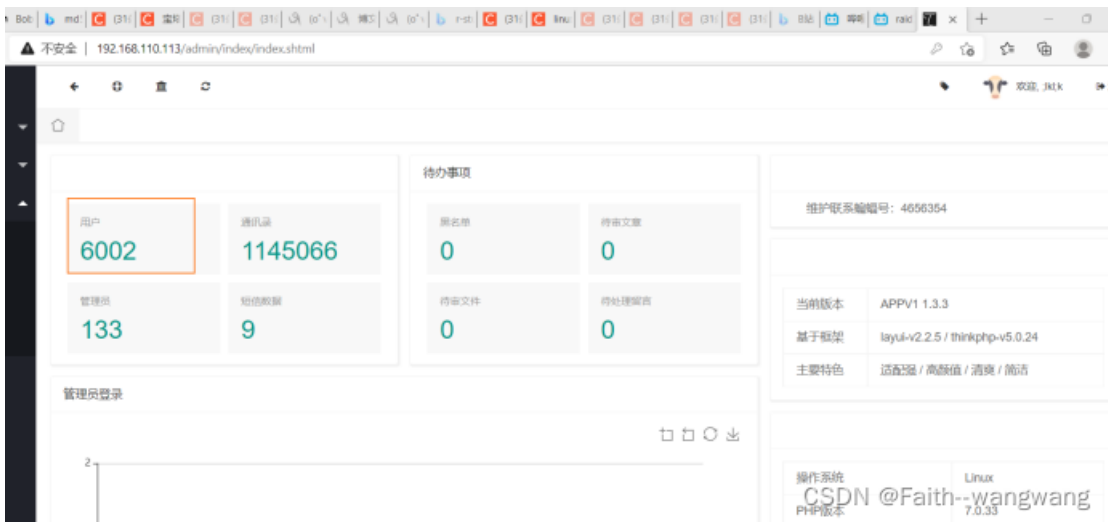 不安全 | 192.168.110.113/admin/index/index.shtml
欢迎, Jkt,k
待办事项
用户
6002
通讯录
1145066
黑名单
0
待审文章
0
维护联系蝙蝠号：4656354
管理员
133
短信数据
9
待审文件
0
待处理留言
0
当前版本 APPV1 1.3.3
基于框架 layui-v2.2.5 / thinkphp-v5.0.24
主要特色 适配强 / 高颜值 / 清爽 / 简洁
管理员登录
2
操作系统 Linux
PHP版本 7.0.33
CSDN @Faith--wangwang